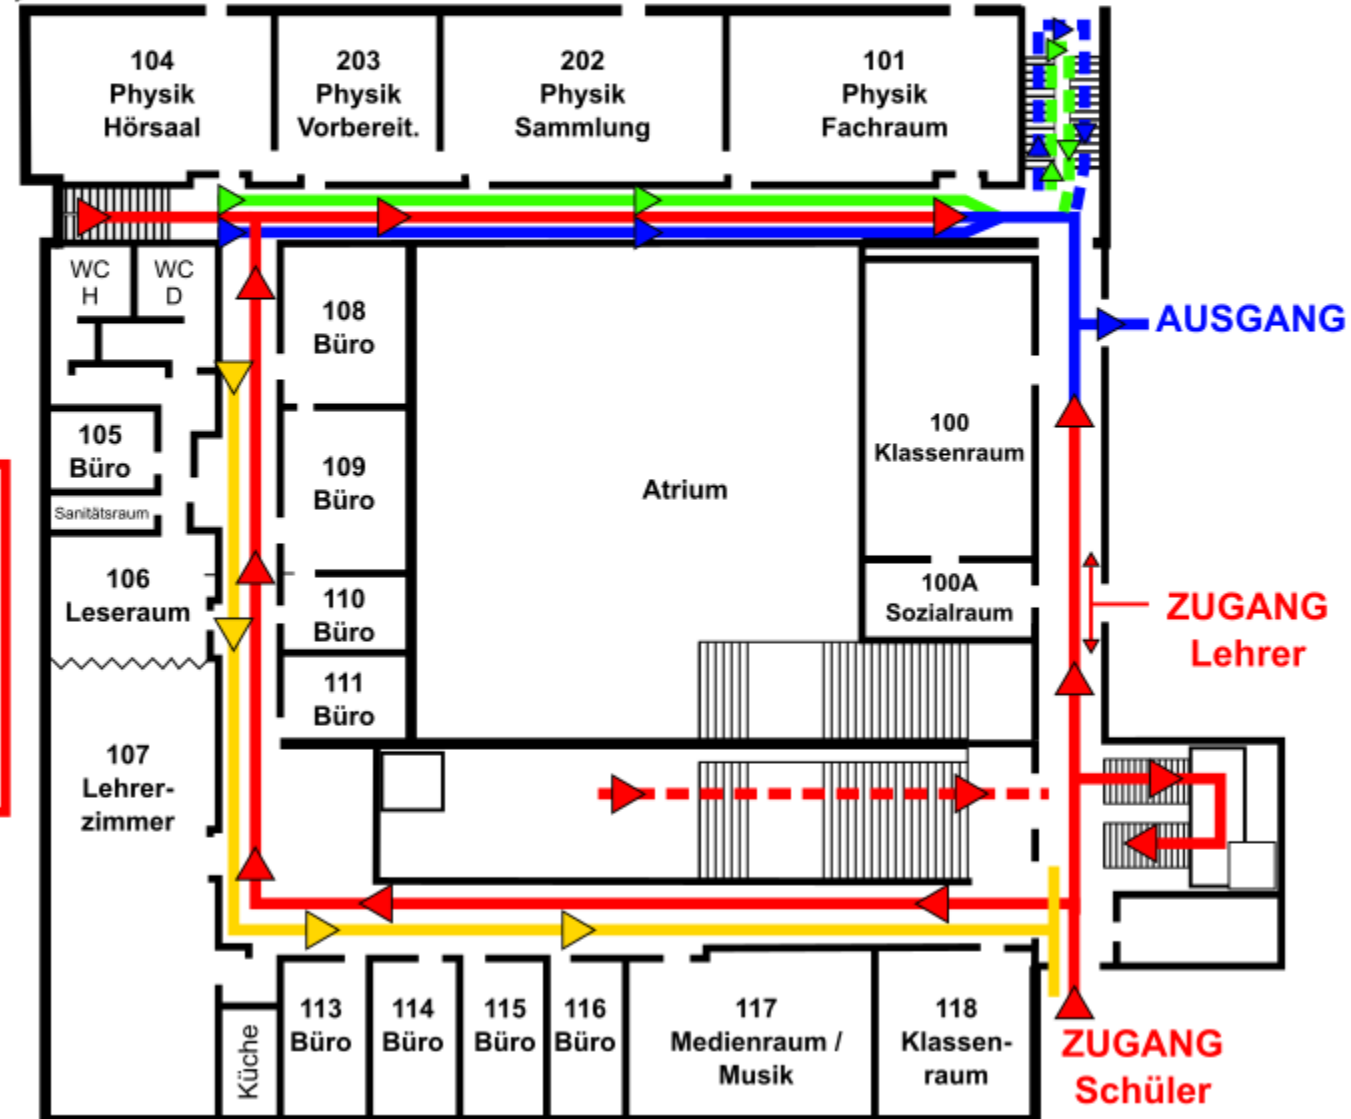 104
Physik
Hörsaal
203
Physik
Vorbereit.
202
Physik
Sammlung
101
Physik
Fachraum
WC
H
WC
D
108
Büro
AUSGANG
105
Büro
109
Büro
Atrium
100
Klassenraum
Sanitätsraum
106
Leseraum
110
Büro
100A
Sozialraum
ZUGANG
Lehrer
111
Büro
107
Lehrer-
zimmer
Küche
113
Büro
114
Büro
115
Büro
116
Büro
117
Medienraum /
Musik
118
Klassen-
raum
ZUGANG
Schüler